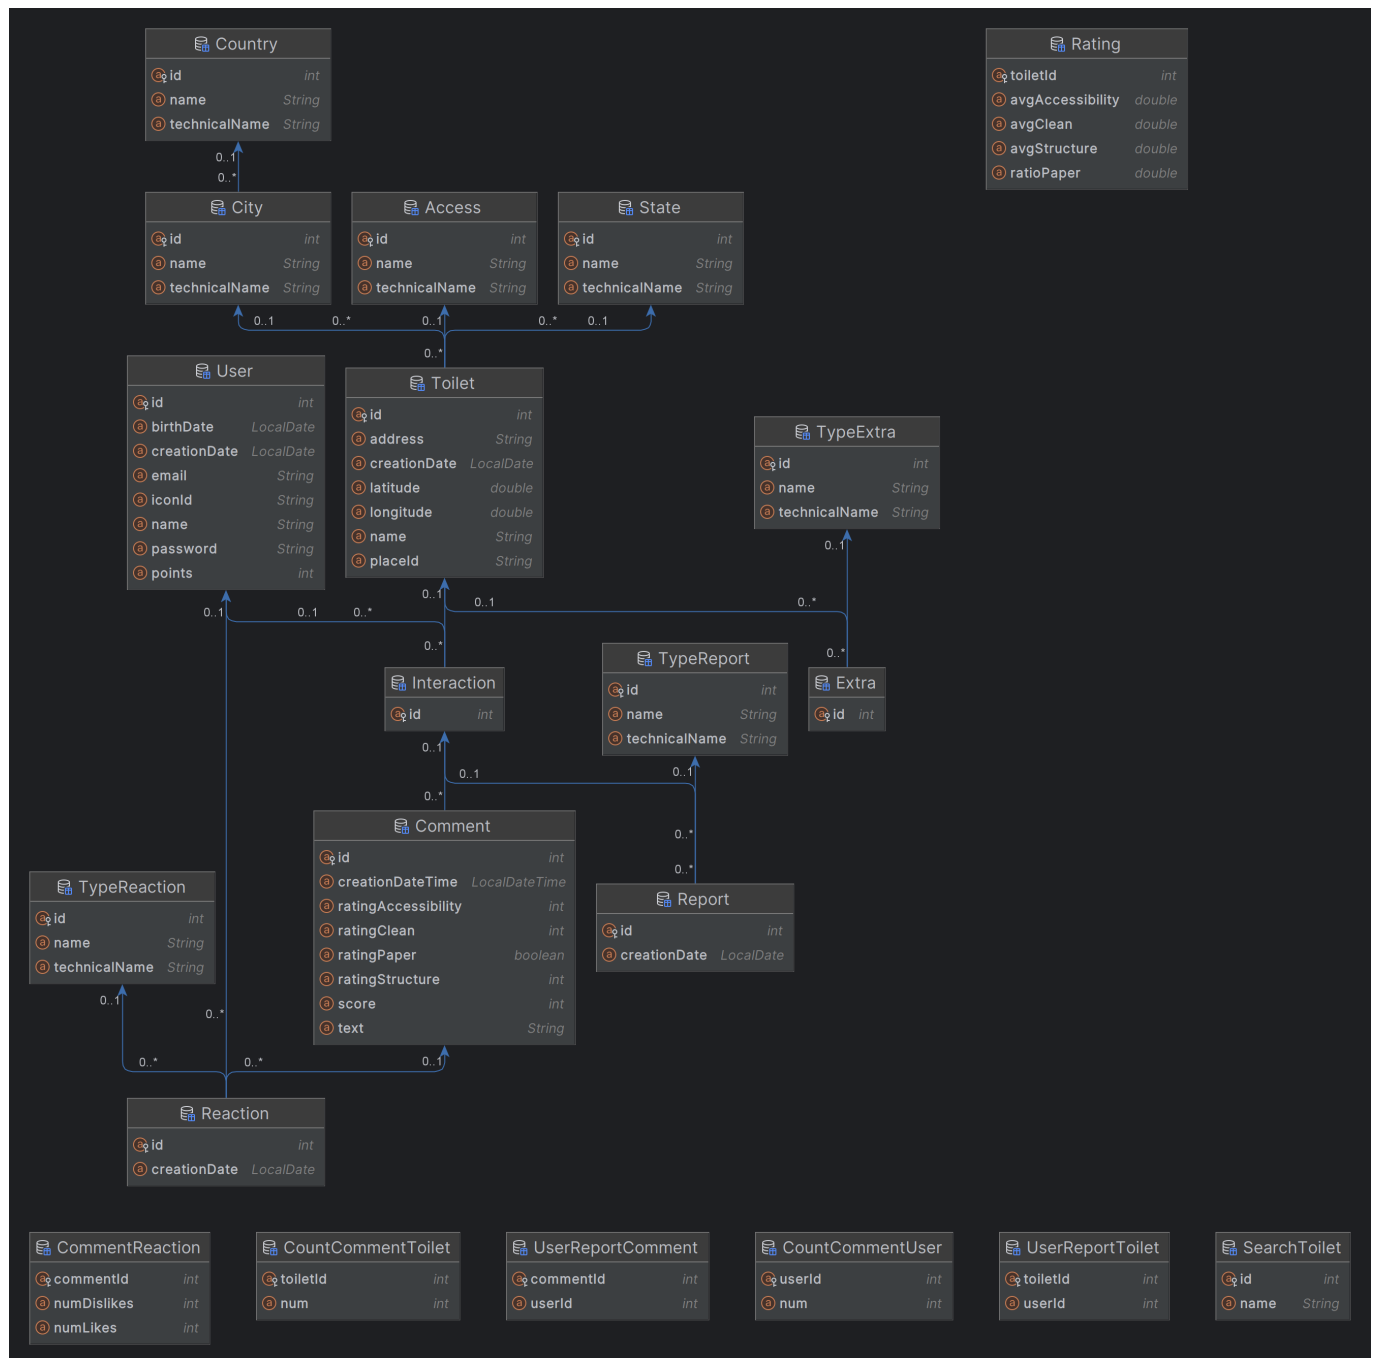 Country
id int
name String
technicalName String
Rating
toiletId int
avgAccessibility double
avgClean double
avgStructure double
ratioPaper double
0..1
0..*
City
id int
name String
technicalName String
Access
id int
name String
technicalName String
State
id int
name String
technicalName String
0..1 0..* 0..1 0..* 0..1
0..*
User
id int
birthDate LocalDate
creationDate LocalDate
email String
iconId String
name String
password String
points int
Toilet
id int
address String
creationDate LocalDate
latitude double
longitude double
name String
placeId String
TypeExtra
id int
name String
technicalName String
0..1
0..1
0..1 0..*
0..1 0..1 0..*
0..*
0..*
Interaction
id int
TypeReport
id int
name String
technicalName String
Extra
id int
0..1
0..1 0..1
0..*
Comment
id int
creationDateTime LocalDateTime
ratingAccessibility int
ratingClean int
ratingPaper boolean
ratingStructure int
score int
text String
0..*
0..*
Report
id int
creationDate LocalDate
TypeReaction
id int
name String
technicalName String
0..1
0..*
0..* 0..* 0..1
Reaction
id int
creationDate LocalDate
CommentReaction
commentId int
numDislikes int
numLikes int
CountCommentToilet
toiletId int
num int
UserReportComment
commentId int
userId int
CountCommentUser
userId int
num int
UserReportToilet
toiletId int
userId int
SearchToilet
id int
name String